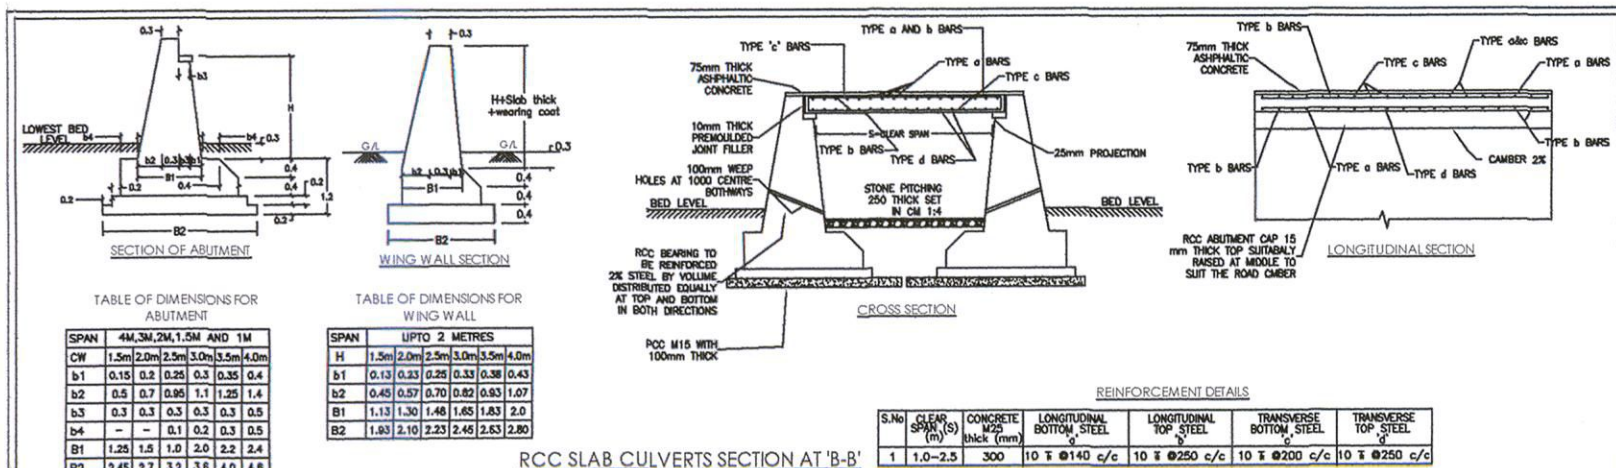 0.3
b3
H
LOWEST BED
LEVEL
b4
b4
0.3
b2 0.3 b3 b1
B1
0.2
0.4
0.4
0.4
0.2
0.2
0.2
1.2
B2
SECTION OF ABUTMENT
0.3
H+Slab thick
+wearing coat
G/L
G/L
0.3
b2 0.3 b1
B1
0.4
0.4
0.4
B2
WING WALL SECTION
TYPE a AND b BARS
TYPE 'c' BARS
TYPE a BARS
75mm THICK
ASHPHALTIC
CONCRETE
TYPE c BARS
10mm THICK
PREMOULDED
JOINT FILLER
S-CLEAR SPAN
TYPE b BARS
TYPE d BARS
25mm PROJECTION
100mm WEEP
HOLES AT 1000 CENTRE
BOTHWAYS
STONE PITCHING
250 THICK SET
IN CM 1:4
BED LEVEL
BED LEVEL
RCC BEARING TO
BE REINFORCED
2% STEEL BY VOLUME
DISTRIBUTED EQUALLY
AT TOP AND BOTTOM
IN BOTH DIRECTIONS
CROSS SECTION
PCC M15 WITH
100mm THICK
TYPE b BARS
TYPE a&c BARS
75mm THICK
ASHPHALTIC
CONCRETE
TYPE c BARS
TYPE a BARS
TYPE b BARS
CAMBER 2%
TYPE b BARS
TYPE a BARS
TYPE d BARS
RCC ABUTMENT CAP 15
mm THICK TOP SUITABALY
RAISED AT MIDDLE TO
SUIT THE ROAD CMBER
LONGITUDINAL SECTION
TABLE OF DIMENSIONS FOR
ABUTMENT
SPAN 4M,3M,2M,1.5M AND 1M
CW 1.5m 2.0m 2.5m 3.0m 3.5m 4.0m
b1 0.15 0.2 0.25 0.3 0.35 0.4
b2 0.5 0.7 0.95 1.1 1.25 1.4
b3 0.3 0.3 0.3 0.3 0.3 0.5
b4 - - 0.1 0.2 0.3 0.5
B1 1.25 1.5 1.0 2.0 2.2 2.4
B2 2.45 2.7 3.2 3.6 4.0 4.6
TABLE OF DIMENSIONS FOR
WING WALL
SPAN UPTO 2 METRES
H 1.5m 2.0m 2.5m 3.0m 3.5m 4.0m
b1 0.13 0.23 0.25 0.33 0.38 0.43
b2 0.45 0.57 0.70 0.82 0.93 1.07
B1 1.13 1.30 1.48 1.65 1.83 2.0
B2 1.93 2.10 2.23 2.45 2.63 2.80
RCC SLAB CULVERTS SECTION AT 'B-B'
REINFORCEMENT DETAILS
S.No CLEAR SPAN (S) (m) CONCRETE M25 thick (mm) LONGITUDINAL BOTTOM STEEL 'a' LONGITUDINAL TOP STEEL 'b' TRANSVERSE BOTTOM STEEL 'c' TRANSVERSE TOP STEEL 'd'
1 1.0-2.5 300 10 @140 c/c 10 @250 c/c 10 @200 c/c 10 @250 c/c